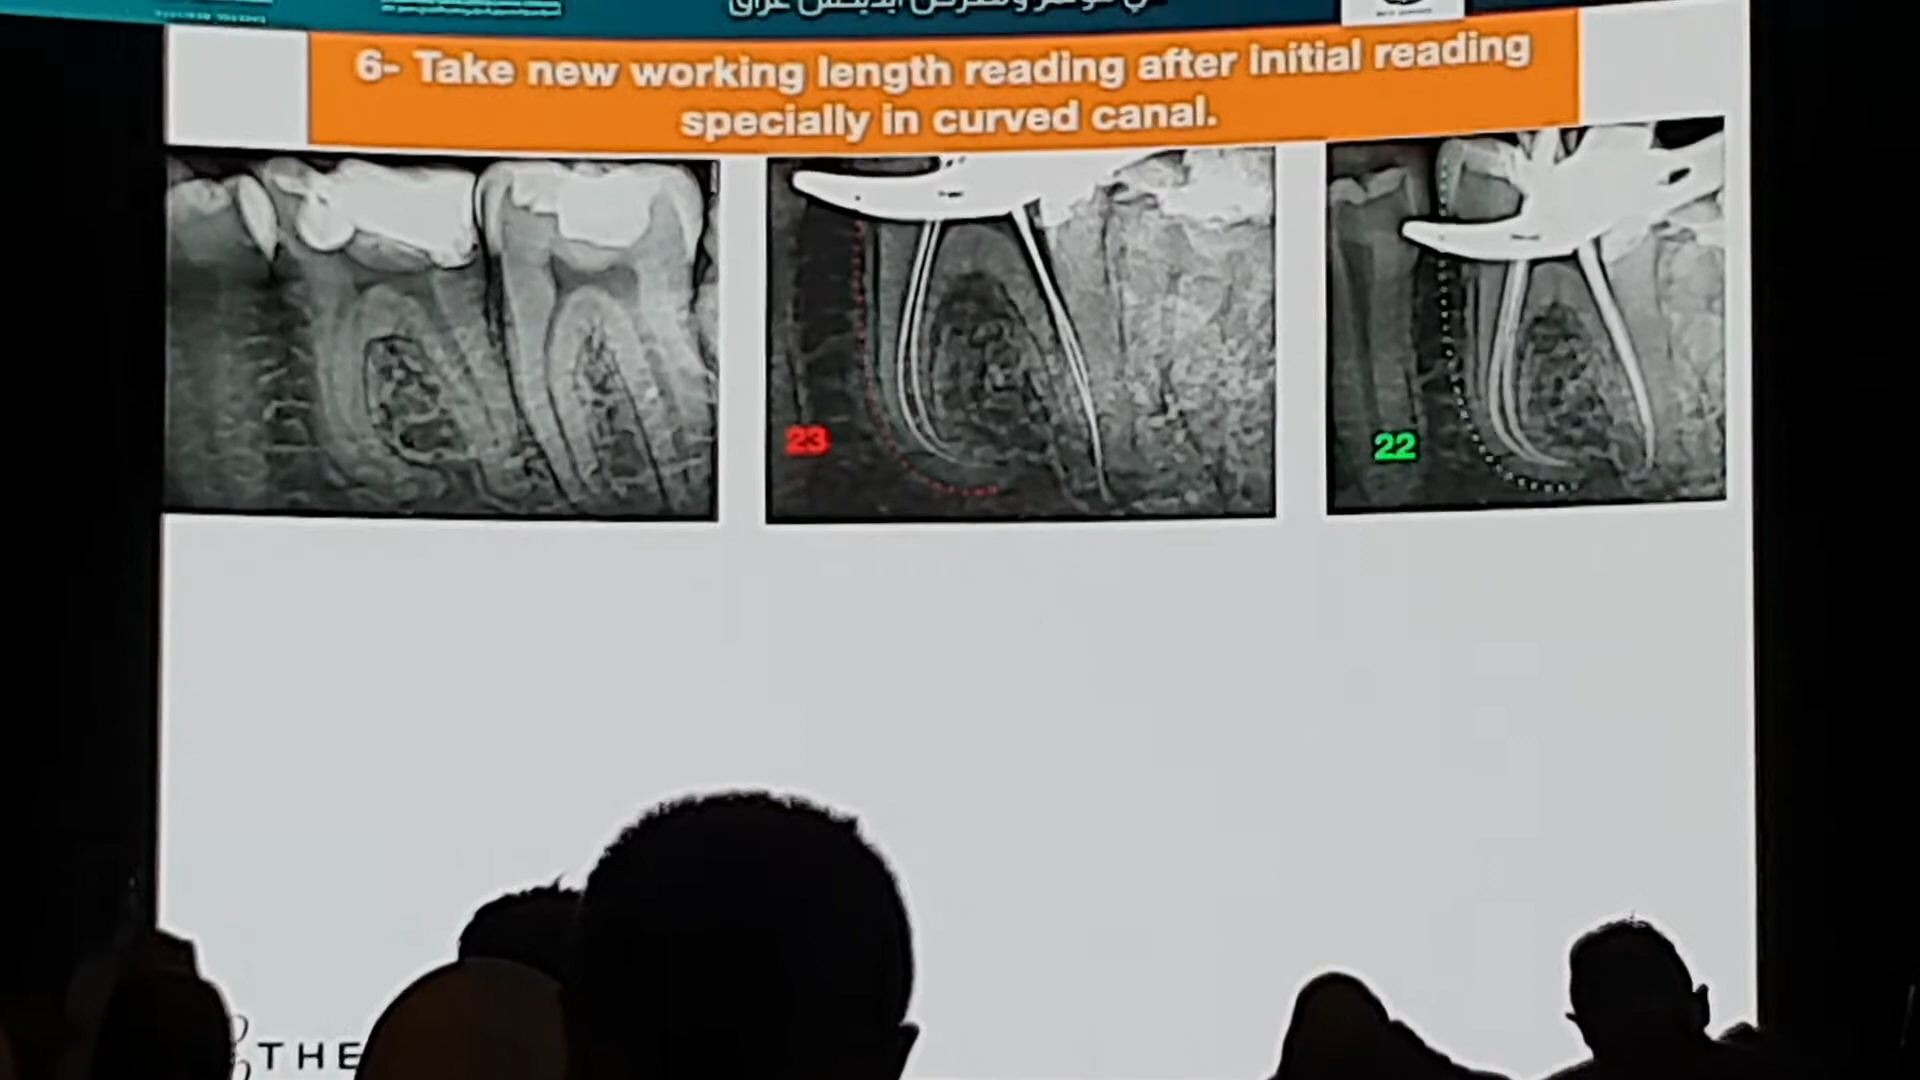 6- Take new working length reading after initial reading
specially in curved canal.
23
22
THE